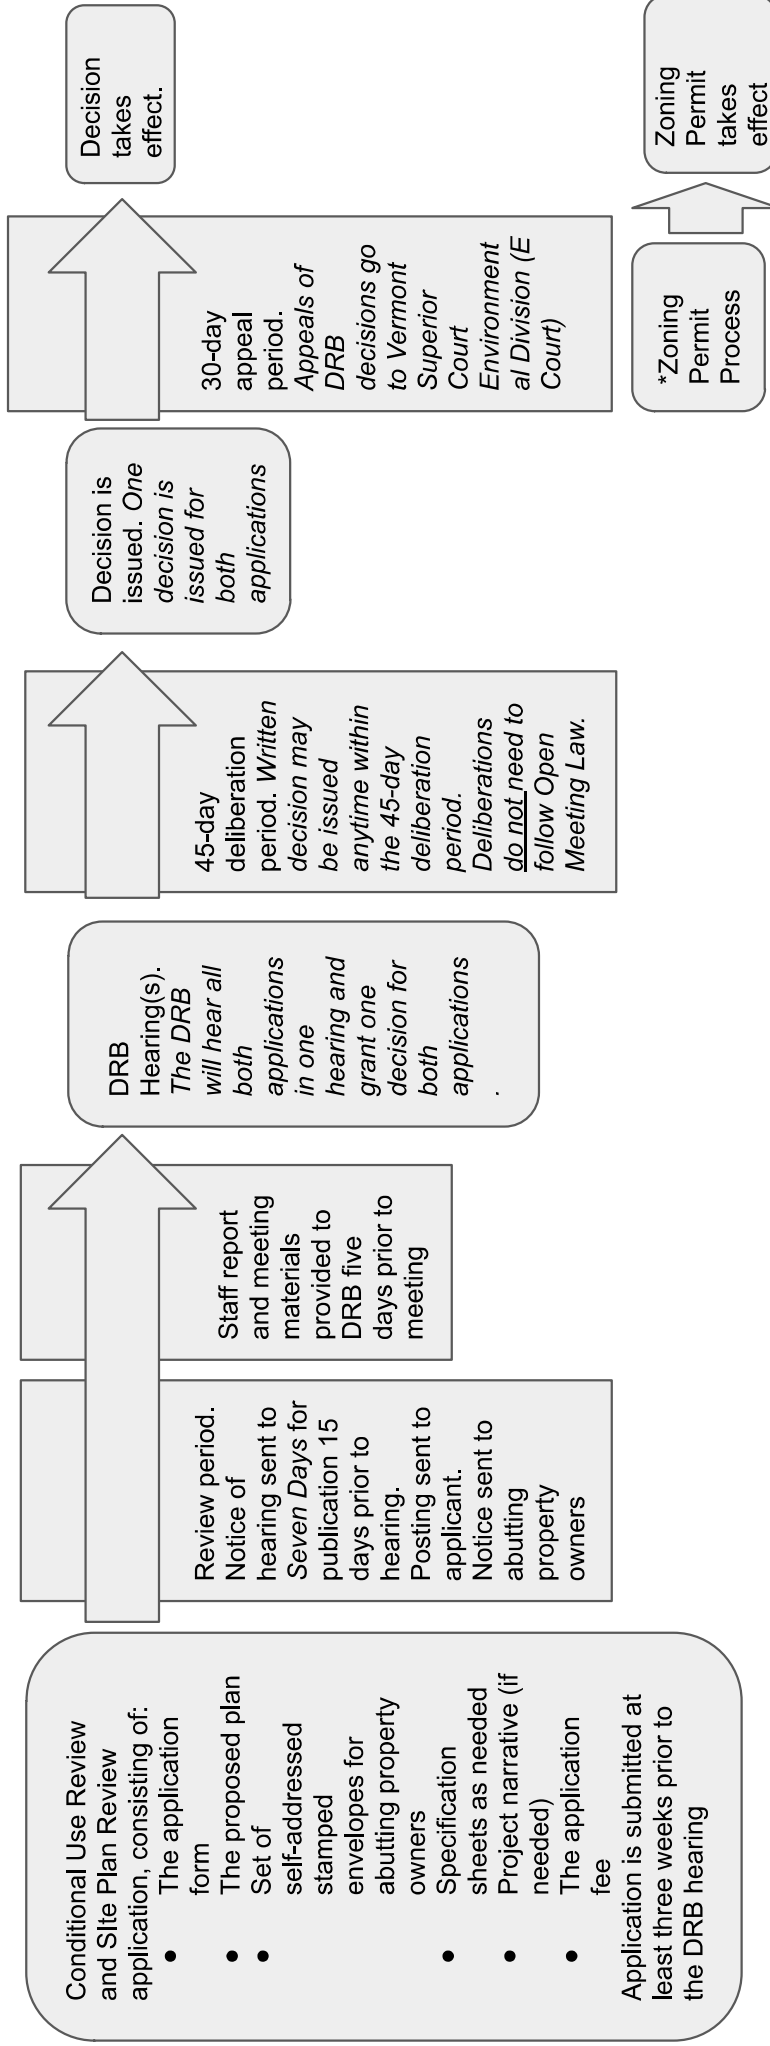 Conditional Use Review
and SIte Plan Review
application, consisting of:
● The application
form
● The proposed plan
● Set of
self-addressed
stamped
envelopes for
abutting property
owners
● Specification
sheets as needed
● Project narrative (if
needed)
● The application
fee
Application is submitted at
least three weeks prior to
the DRB hearing
Review period.
Notice of
hearing sent to
Seven Days for
publication 15
days prior to
hearing.
Posting sent to
applicant.
Notice sent to
abutting
property
owners
Staff report
and meeting
materials
provided to
DRB five
days prior to
meeting
DRB
Hearing(s).
The DRB
will hear all
both
applications
in one
hearing and
grant one
decision for
both
applications
.
45-day
deliberation
period. Written
decision may
be issued
anytime within
the 45-day
deliberation
period.
Deliberations
do not need to
follow Open
Meeting Law.
Decision is
issued. One
decision is
issued for
both
applications
30-day
appeal
period.
Appeals of
DRB
decisions go
to Vermont
Superior
Court
Environment
al Division (E
Court)
Decision
takes
effect.
*Zoning
Permit
Process
Zoning
Permit
takes
effect